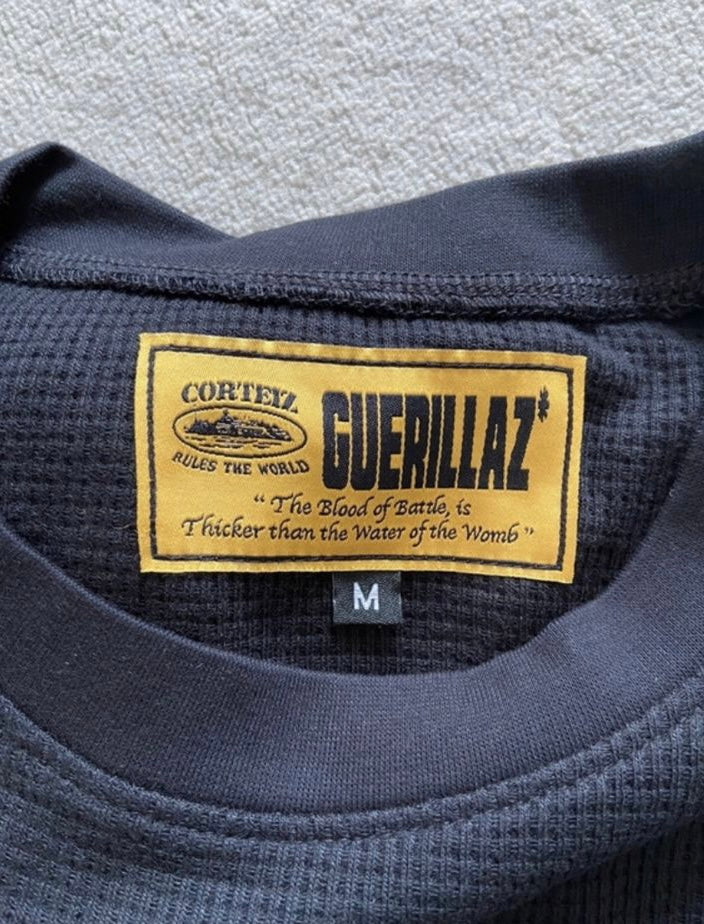 CORTEIZ
RULES THE WORLD
GUERILLAZ*
“The Blood of Battle, is
Thicker than the Water of the Womb”
M